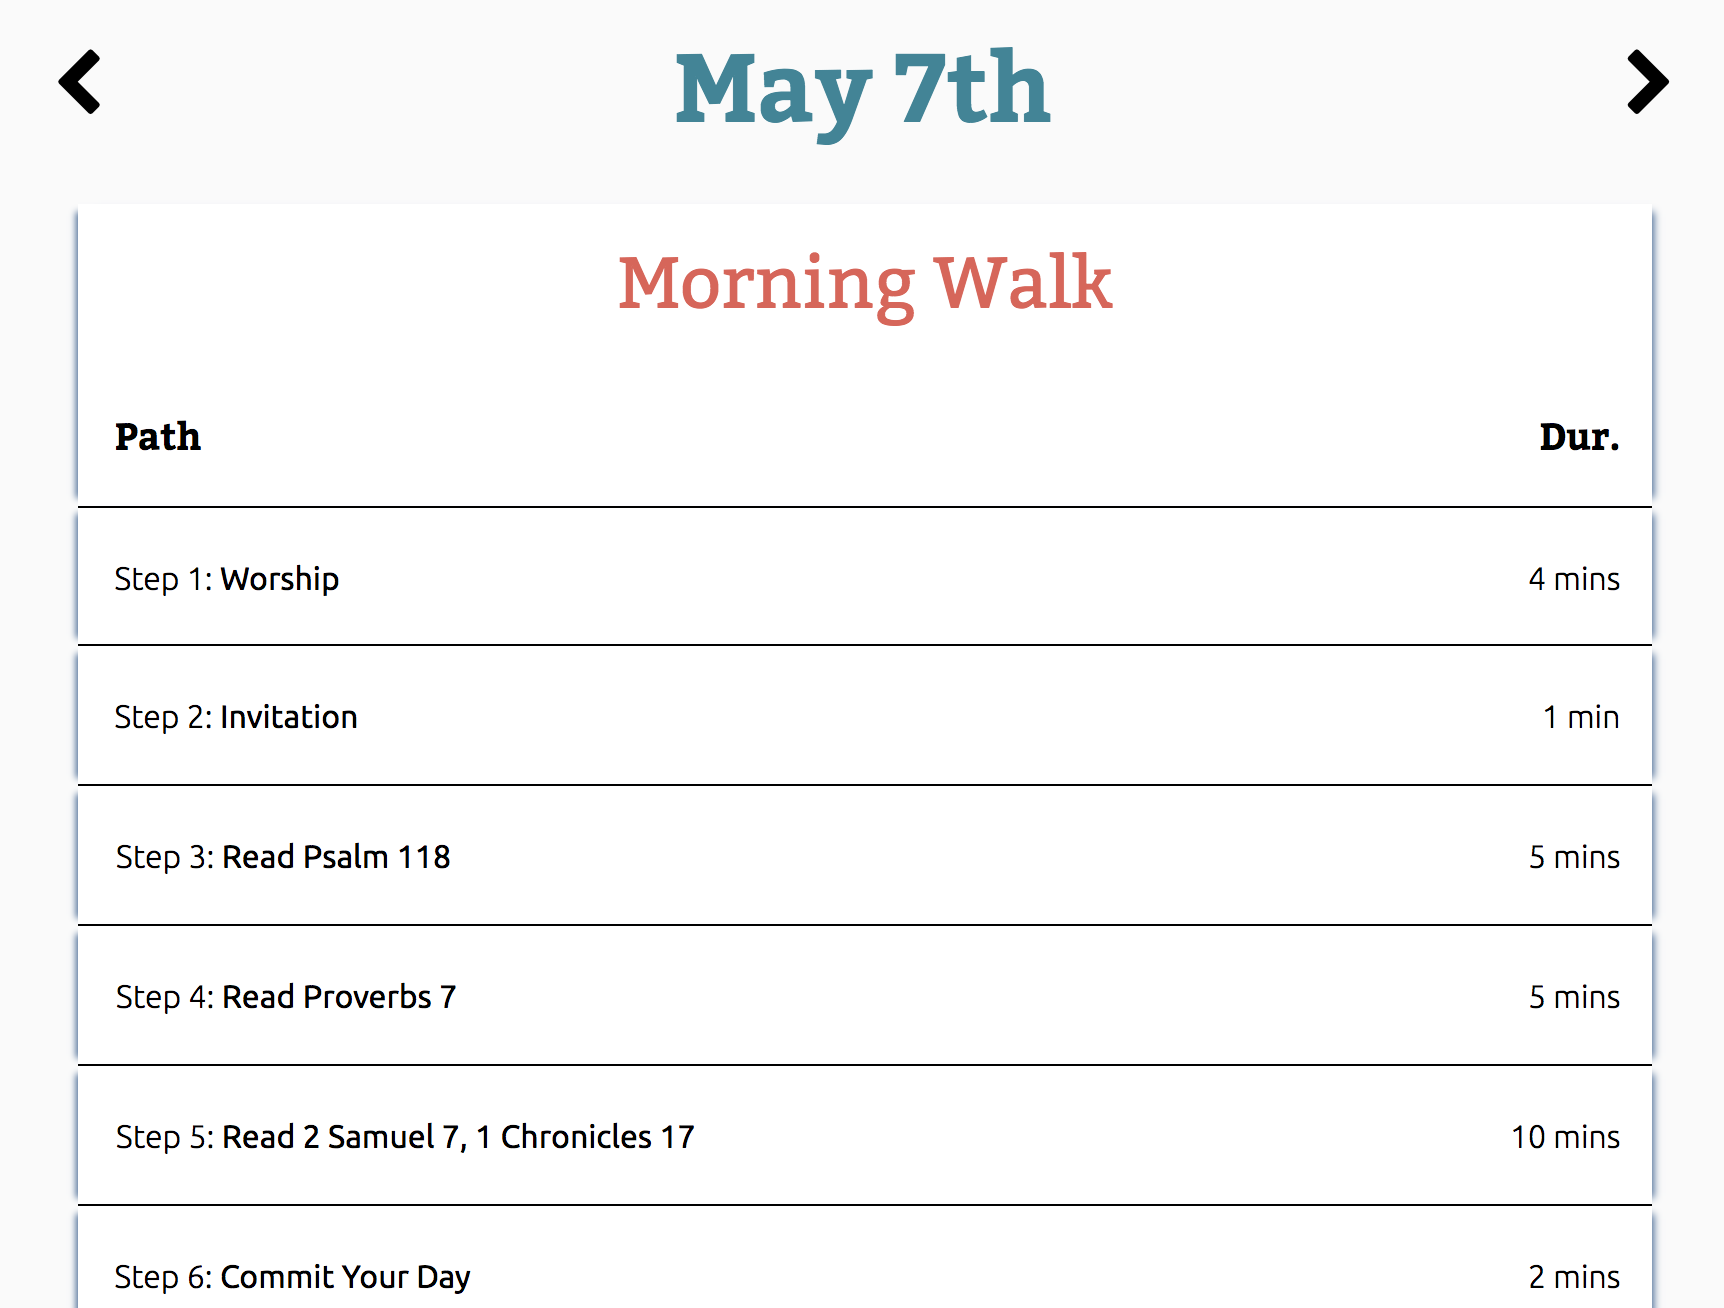 May 7th
Morning Walk
Path Dur.
Step 1: Worship 4 mins
Step 2: Invitation 1 min
Step 3: Read Psalm 118 5 mins
Step 4: Read Proverbs 7 5 mins
Step 5: Read 2 Samuel 7, 1 Chronicles 17 10 mins
Step 6: Commit Your Day 2 mins